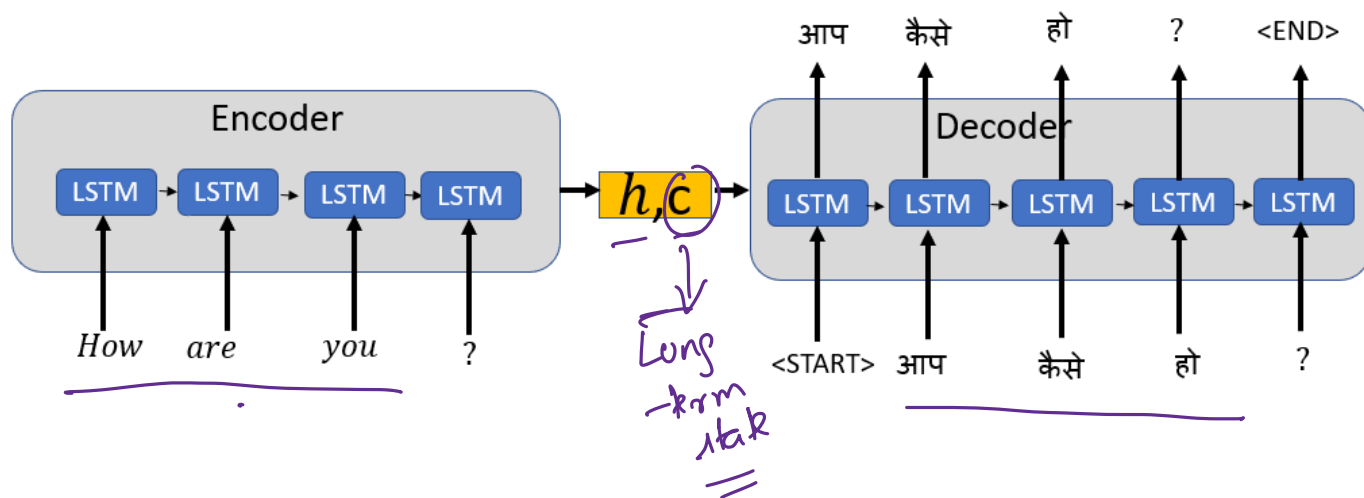 आप कैसे हो ? <END>
Encoder
Decoder
LSTM LSTM LSTM LSTM
h,c
LSTM LSTM LSTM LSTM LSTM
How are you ?
<START> आप कैसे हो ?
Long
-term
state